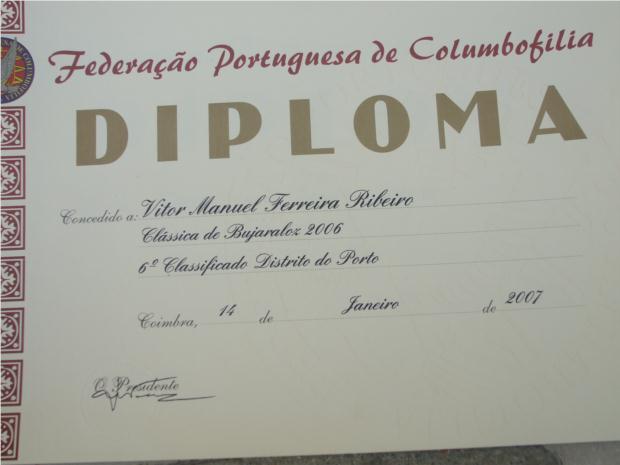 Federação Portuguesa de Columbofilia
DIPLOMA
Concedido a: Vitor Manuel Ferreira Ribeiro
Clássica de Bujaraloz 2006
6º Classificado Distrito do Porto
Coimbra, 14 de Janeiro de 2007
O Presidente